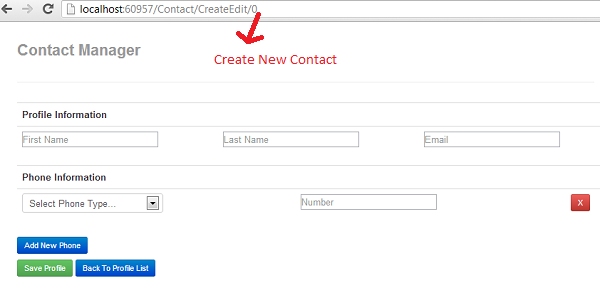 localhost:60957/Contact/CreateEdit/0
Contact Manager
Create New Contact
Profile Information
First Name Last Name Email
Phone Information
Select Phone Type... Number X
Add New Phone
Save Profile Back To Profile List